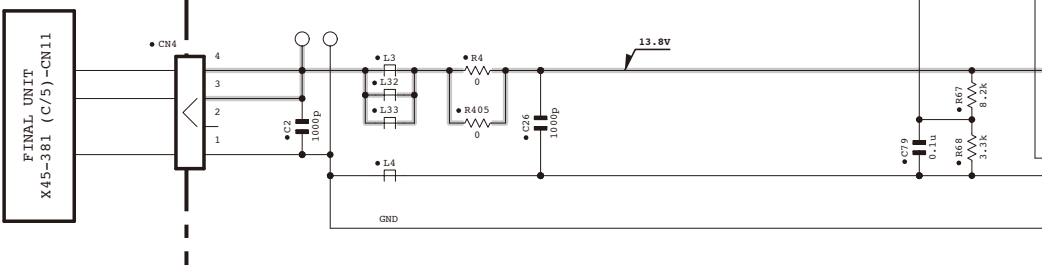 FINAL UNIT
X45-381 (C/5)-CN11
CN4
4
3
2
1
C2
1000p
L3
L32
L33
R4
0
R405
0
C26
1000p
13.8V
L4
GND
C79
0.1u
R67
8.2k
R68
3.3k